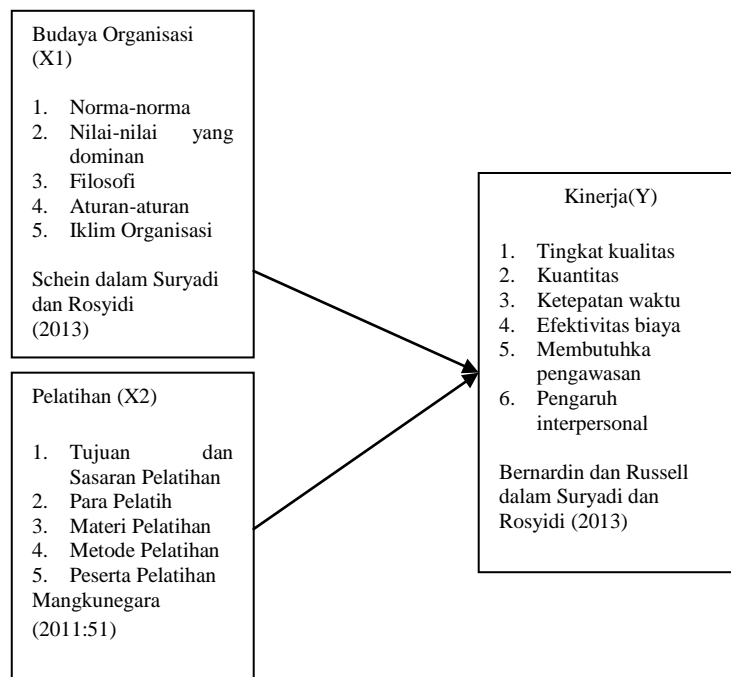 Budaya Organisasi
(X1)
1. Norma-norma
2. Nilai-nilai yang
dominan
3. Filosofi
4. Aturan-aturan
5. Iklim Organisasi
Schein dalam Suryadi
dan Rosyidi
(2013)
Pelatihan (X2)
1. Tujuan dan
Sasaran Pelatihan
2. Para Pelatih
3. Materi Pelatihan
4. Metode Pelatihan
5. Peserta Pelatihan
Mangkunegara
(2011:51)
Kinerja(Y)
1. Tingkat kualitas
2. Kuantitas
3. Ketepatan waktu
4. Efektivitas biaya
5. Membutuhka
pengawasan
6. Pengaruh
interpersonal
Bernardin dan Russell
dalam Suryadi dan
Rosyidi (2013)